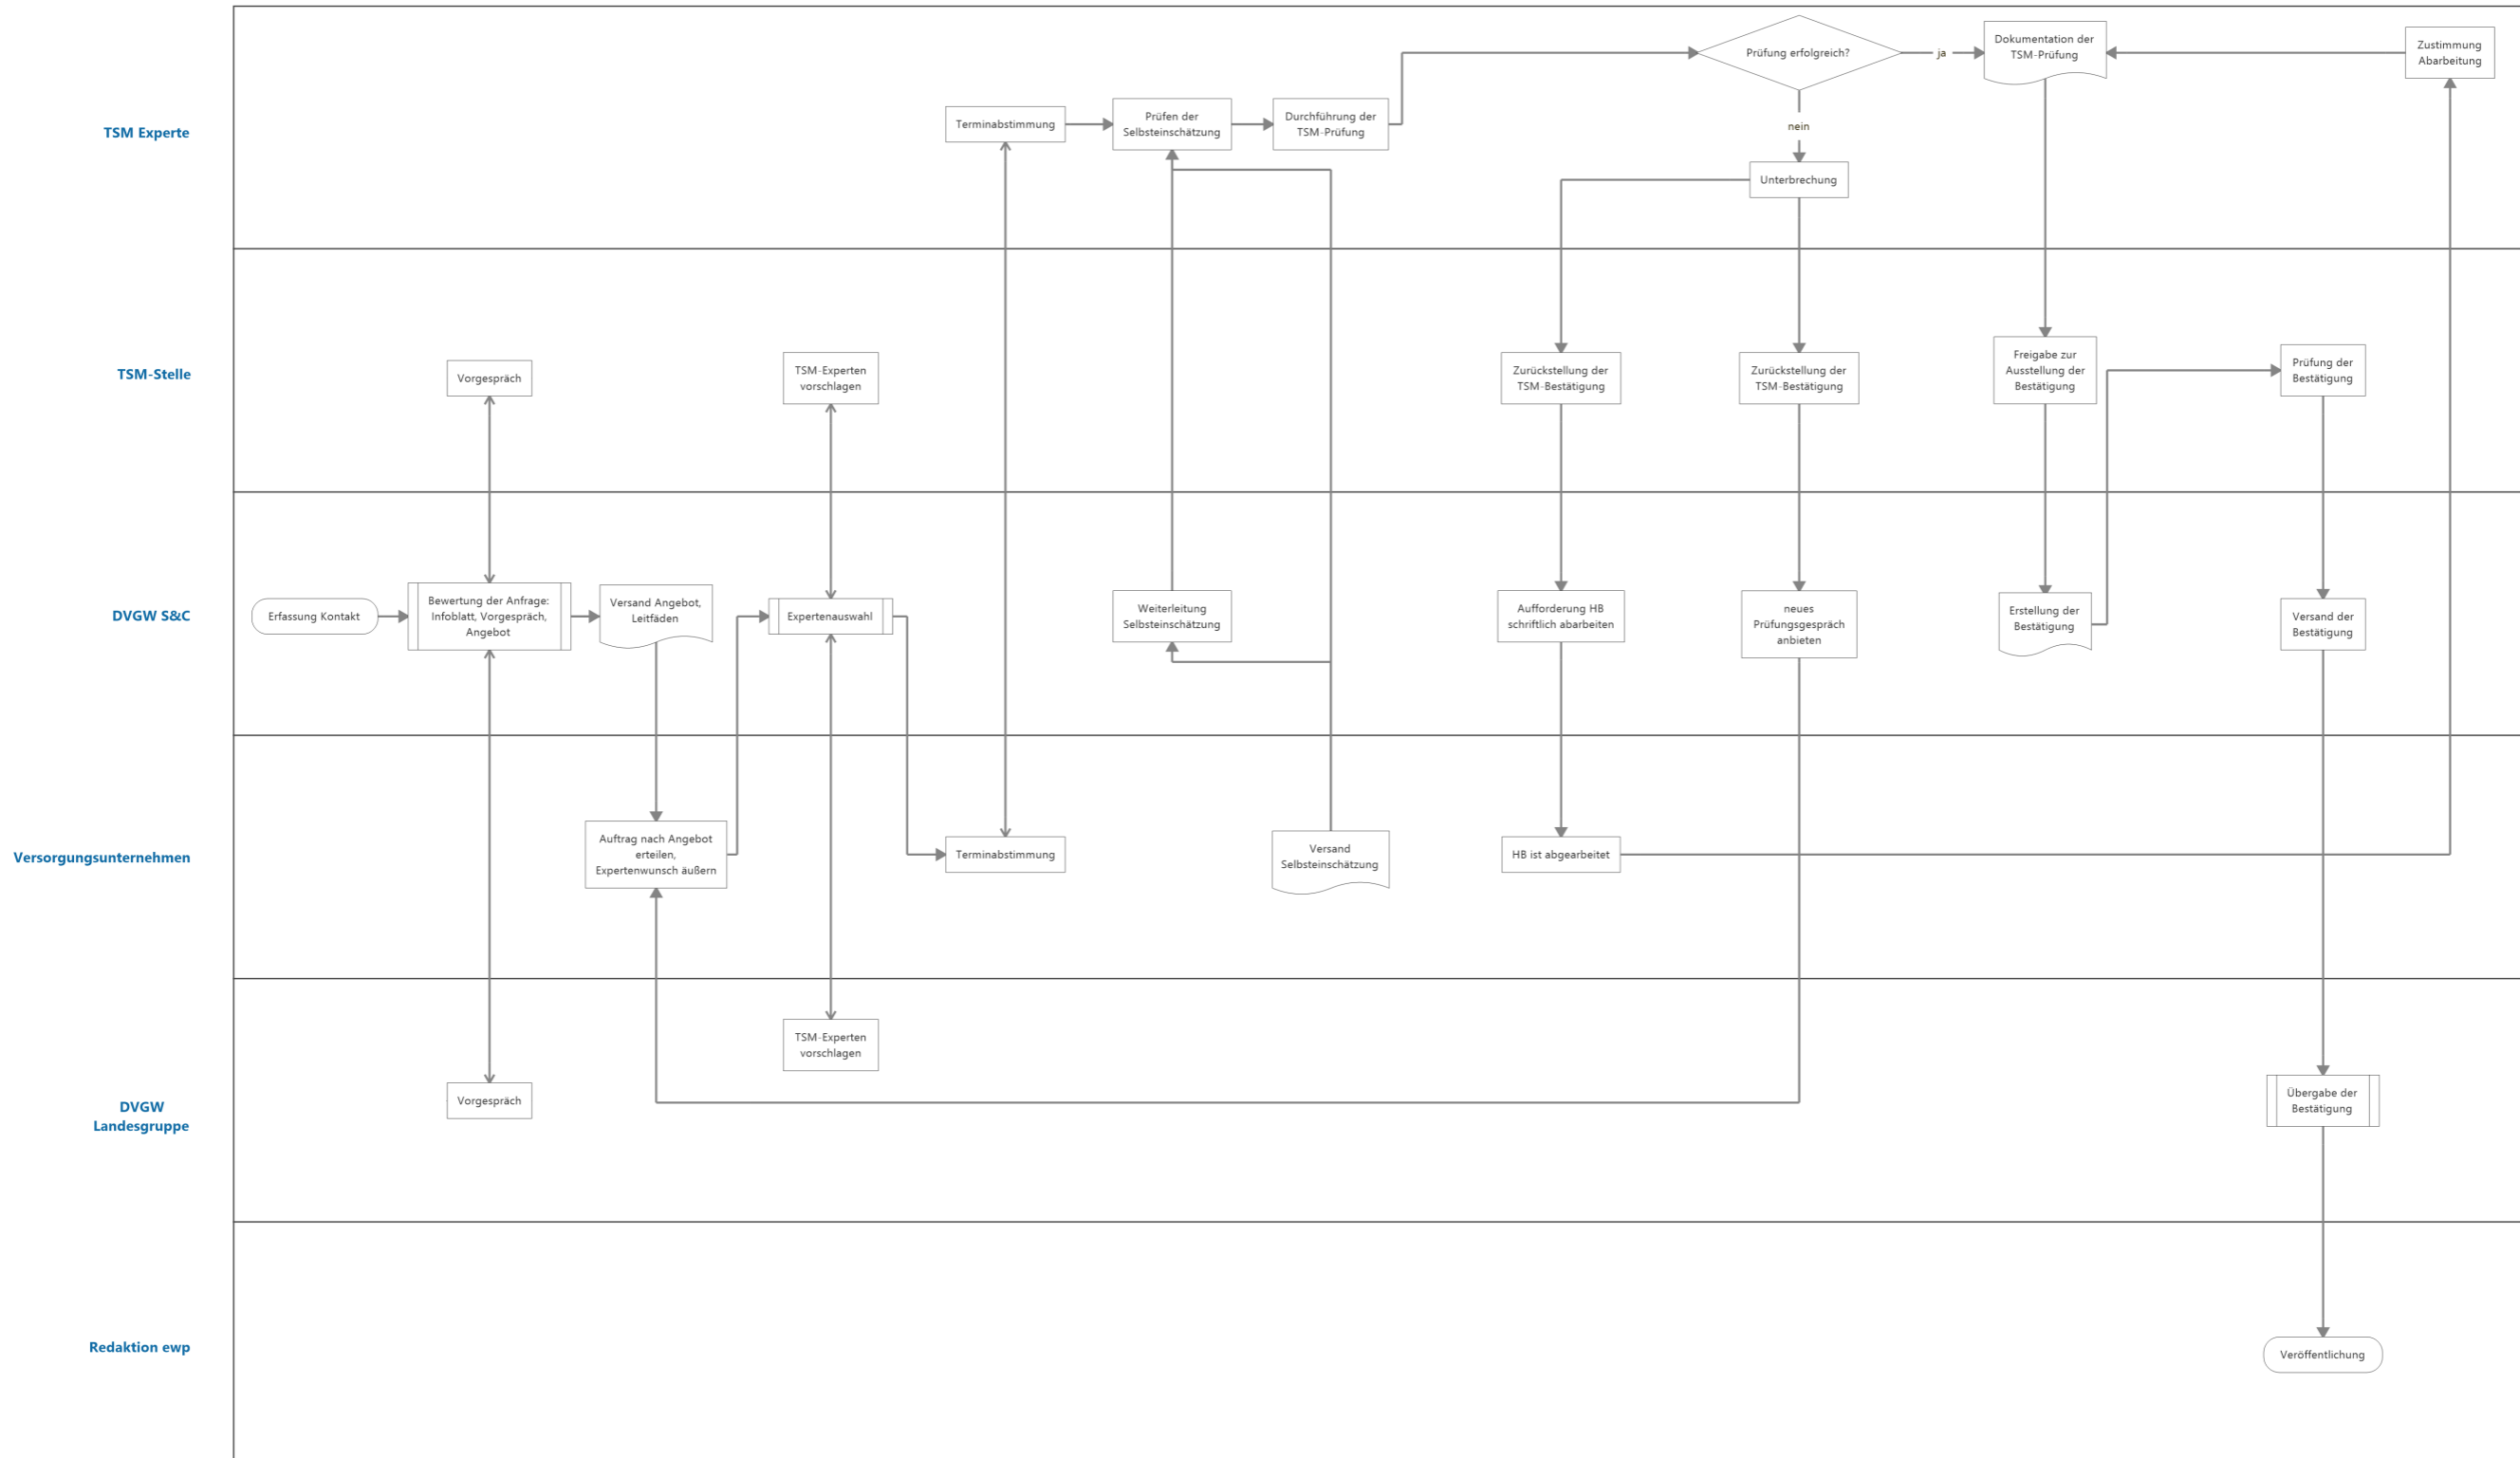 TSM Experte
Prüfung erfolgreich?
ja
Dokumentation der
TSM-Prüfung
Zustimmung
Abarbeitung
Terminabstimmung
Prüfen der
Selbsteinschätzung
Durchführung der
TSM-Prüfung
nein
Unterbrechung
TSM-Stelle
Vorgespräch
TSM-Experten
vorschlagen
Zurückstellung der
TSM-Bestätigung
Zurückstellung der
TSM-Bestätigung
Freigabe zur
Ausstellung der
Bestätigung
Prüfung der
Bestätigung
DVGW S&C
Erfassung Kontakt
Bewertung der Anfrage:
Infoblatt, Vorgespräch,
Angebot
Versand Angebot,
Leitfäden
Expertenauswahl
Weiterleitung
Selbsteinschätzung
Aufforderung HB
schriftlich abarbeiten
neues
Prüfungsgespräch
anbieten
Erstellung der
Bestätigung
Versand der
Bestätigung
Versorgungsunternehmen
Auftrag nach Angebot
erteilen,
Expertenwunsch äußern
Terminabstimmung
Versand
Selbsteinschätzung
HB ist abgearbeitet
DVGW
Landesgruppe
Vorgespräch
TSM-Experten
vorschlagen
Übergabe der
Bestätigung
Redaktion ewp
Veröffentlichung